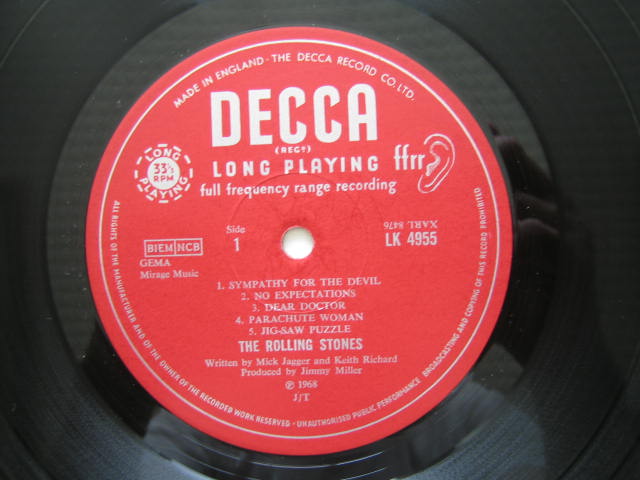 MADE IN ENGLAND · THE DECCA RECORD CO. LTD.
DECCA
(REGD)
LONG PLAYING ffrr
full frequency range recording
LONG
33⅓
RPM
PLAYING
Side
1
BIEM NCB
GEMA
Mirage Music
XARL 8476
LK 4955
1. SYMPATHY FOR THE DEVIL
2. NO EXPECTATIONS
3. DEAR DOCTOR
4. PARACHUTE WOMAN
5. JIG-SAW PUZZLE
THE ROLLING STONES
Written by Mick Jagger and Keith Richard
Produced by Jimmy Miller
℗ 1968
J/T
ALL RIGHTS OF THE MANUFACTURER AND OF THE OWNER OF THE RECORDED WORK RESERVED · UNAUTHORISED PUBLIC PERFORMANCE BROADCASTING AND COPYING OF THIS RECORD PROHIBITED